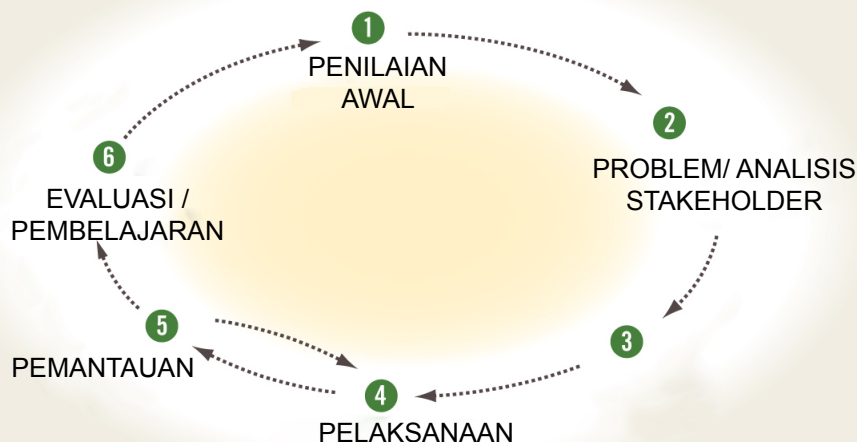 1
PENILAIAN
AWAL
2
PROBLEM/ ANALISIS
STAKEHOLDER
3
4
PELAKSANAAN
5
PEMANTAUAN
6
EVALUASI /
PEMBELAJARAN